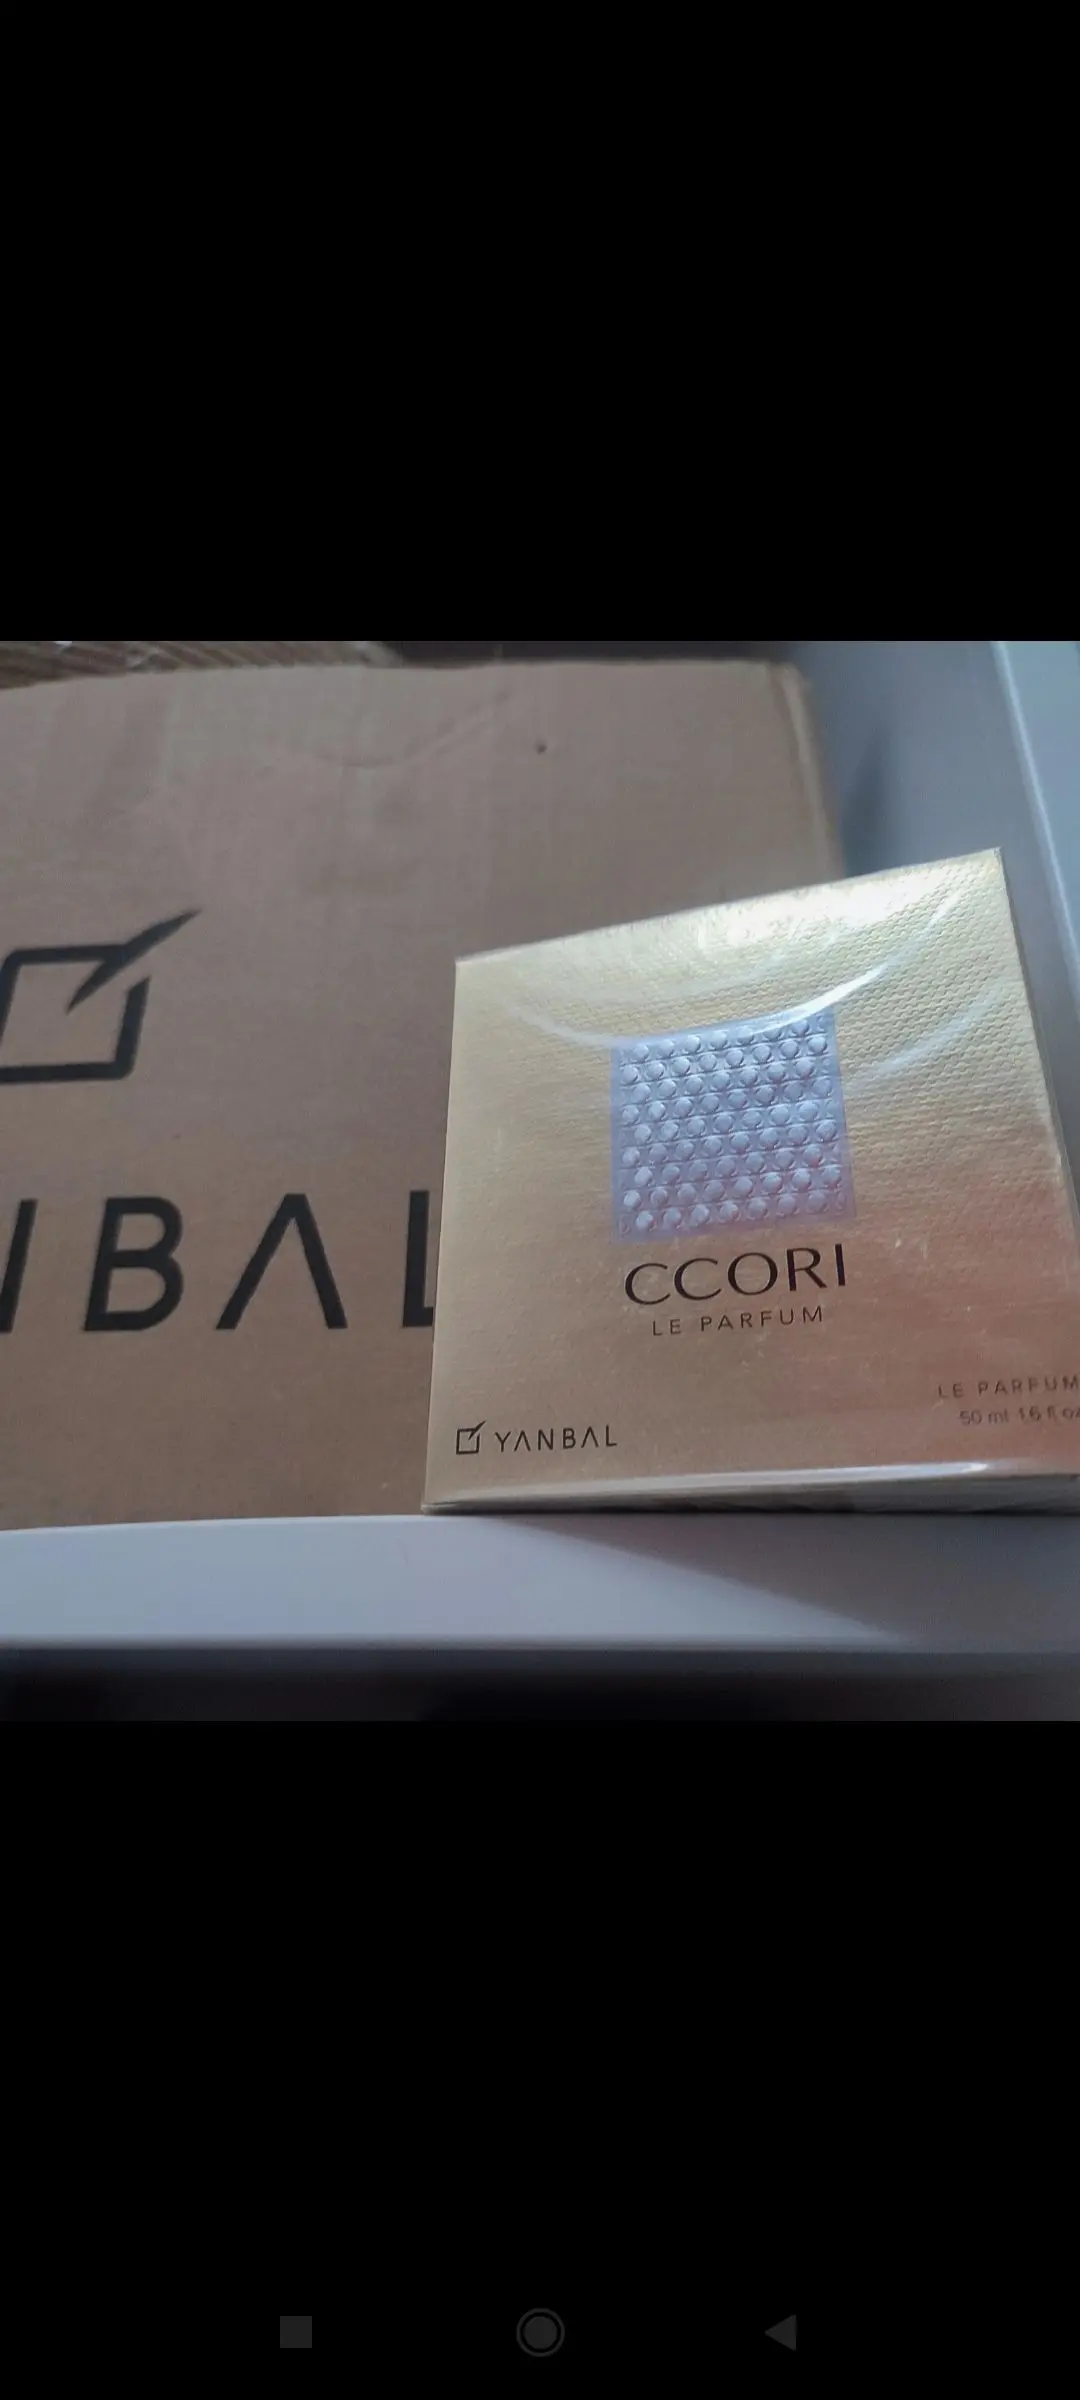 NBAL
CCORI
LE PARFUM
LE PARFUM
50 ml 1.6 fl oz
YANBAL